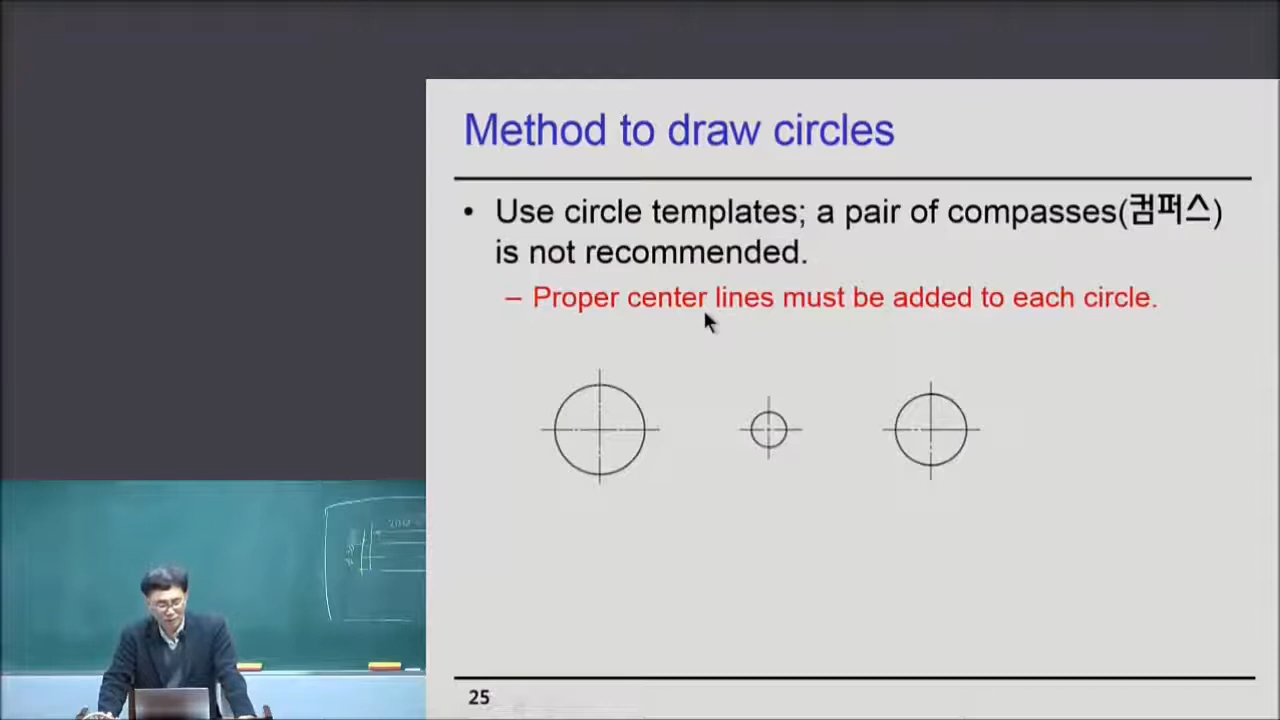 Method to draw circles
• Use circle templates; a pair of compasses(컴퍼스)
is not recommended.
– Proper center lines must be added to each circle.
25